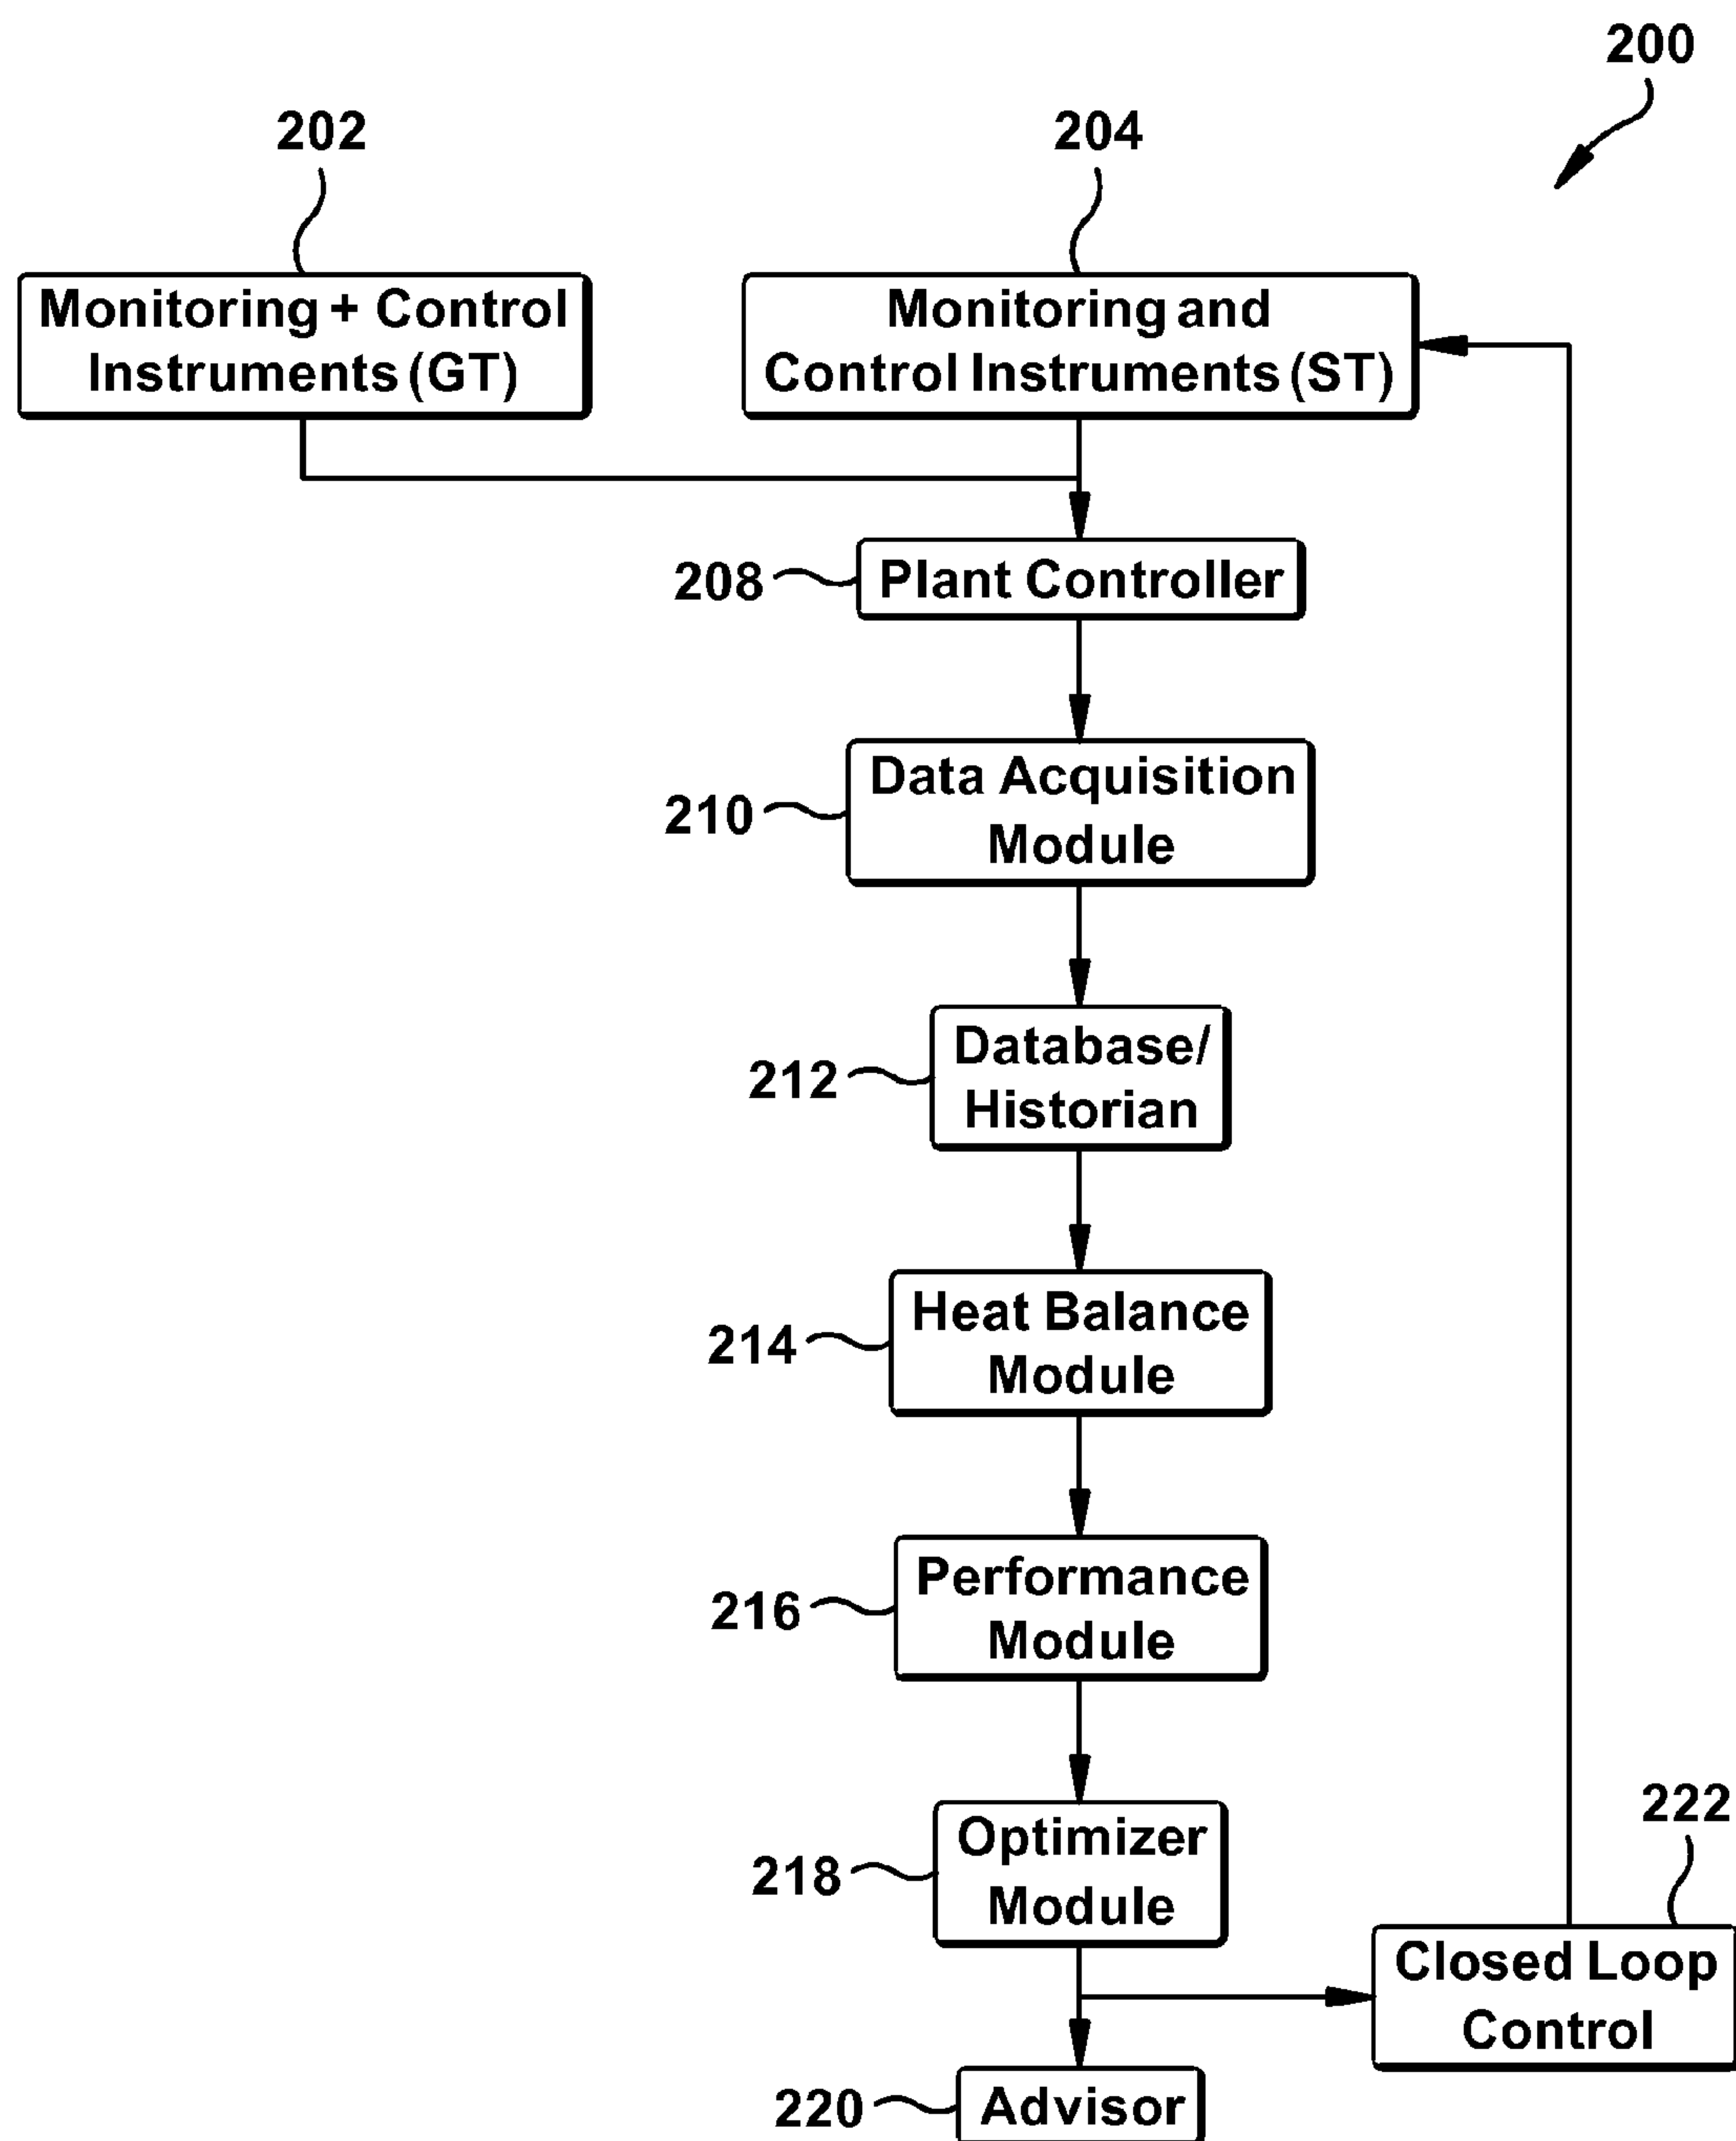 200
202
204
Monitoring + Control
Instruments (GT)
Monitoring and
Control Instruments (ST)
208
Plant Controller
210
Data Acquisition
Module
212
Database/
Historian
214
Heat Balance
Module
216
Performance
Module
218
Optimizer
Module
222
Closed Loop
Control
220
Advisor